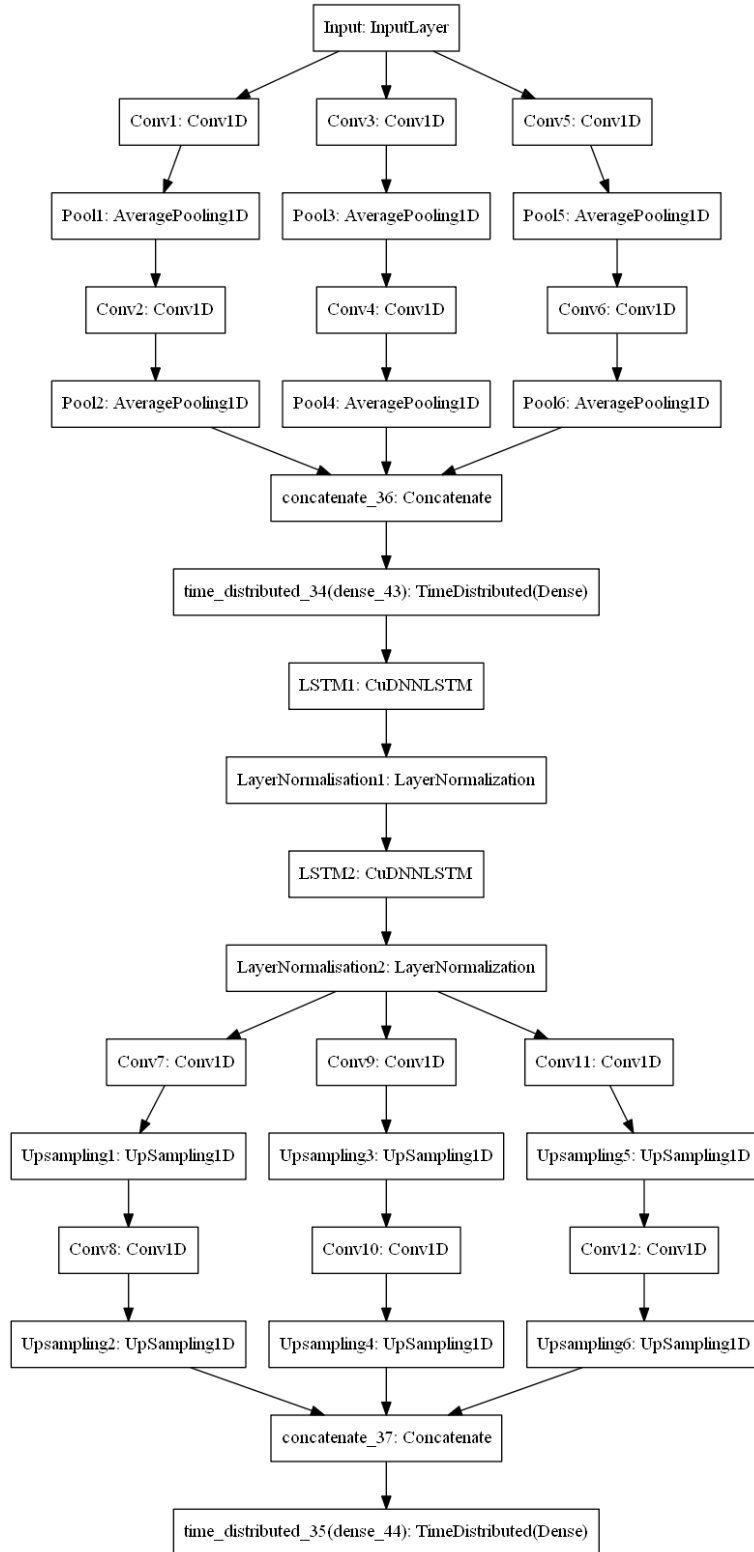 Input: InputLayer
Conv1: Conv1D
Conv3: Conv1D
Conv5: Conv1D
Pool1: AveragePooling1D
Pool3: AveragePooling1D
Pool5: AveragePooling1D
Conv2: Conv1D
Conv4: Conv1D
Conv6: Conv1D
Pool2: AveragePooling1D
Pool4: AveragePooling1D
Pool6: AveragePooling1D
concatenate_36: Concatenate
time_distributed_34(dense_43): TimeDistributed(Dense)
LSTM1: CuDNNLSTM
LayerNormalisation1: LayerNormalization
LSTM2: CuDNNLSTM
LayerNormalisation2: LayerNormalization
Conv7: Conv1D
Conv9: Conv1D
Conv11: Conv1D
Upsampling1: UpSampling1D
Upsampling3: UpSampling1D
Upsampling5: UpSampling1D
Conv8: Conv1D
Conv10: Conv1D
Conv12: Conv1D
Upsampling2: UpSampling1D
Upsampling4: UpSampling1D
Upsampling6: UpSampling1D
concatenate_37: Concatenate
time_distributed_35(dense_44): TimeDistributed(Dense)